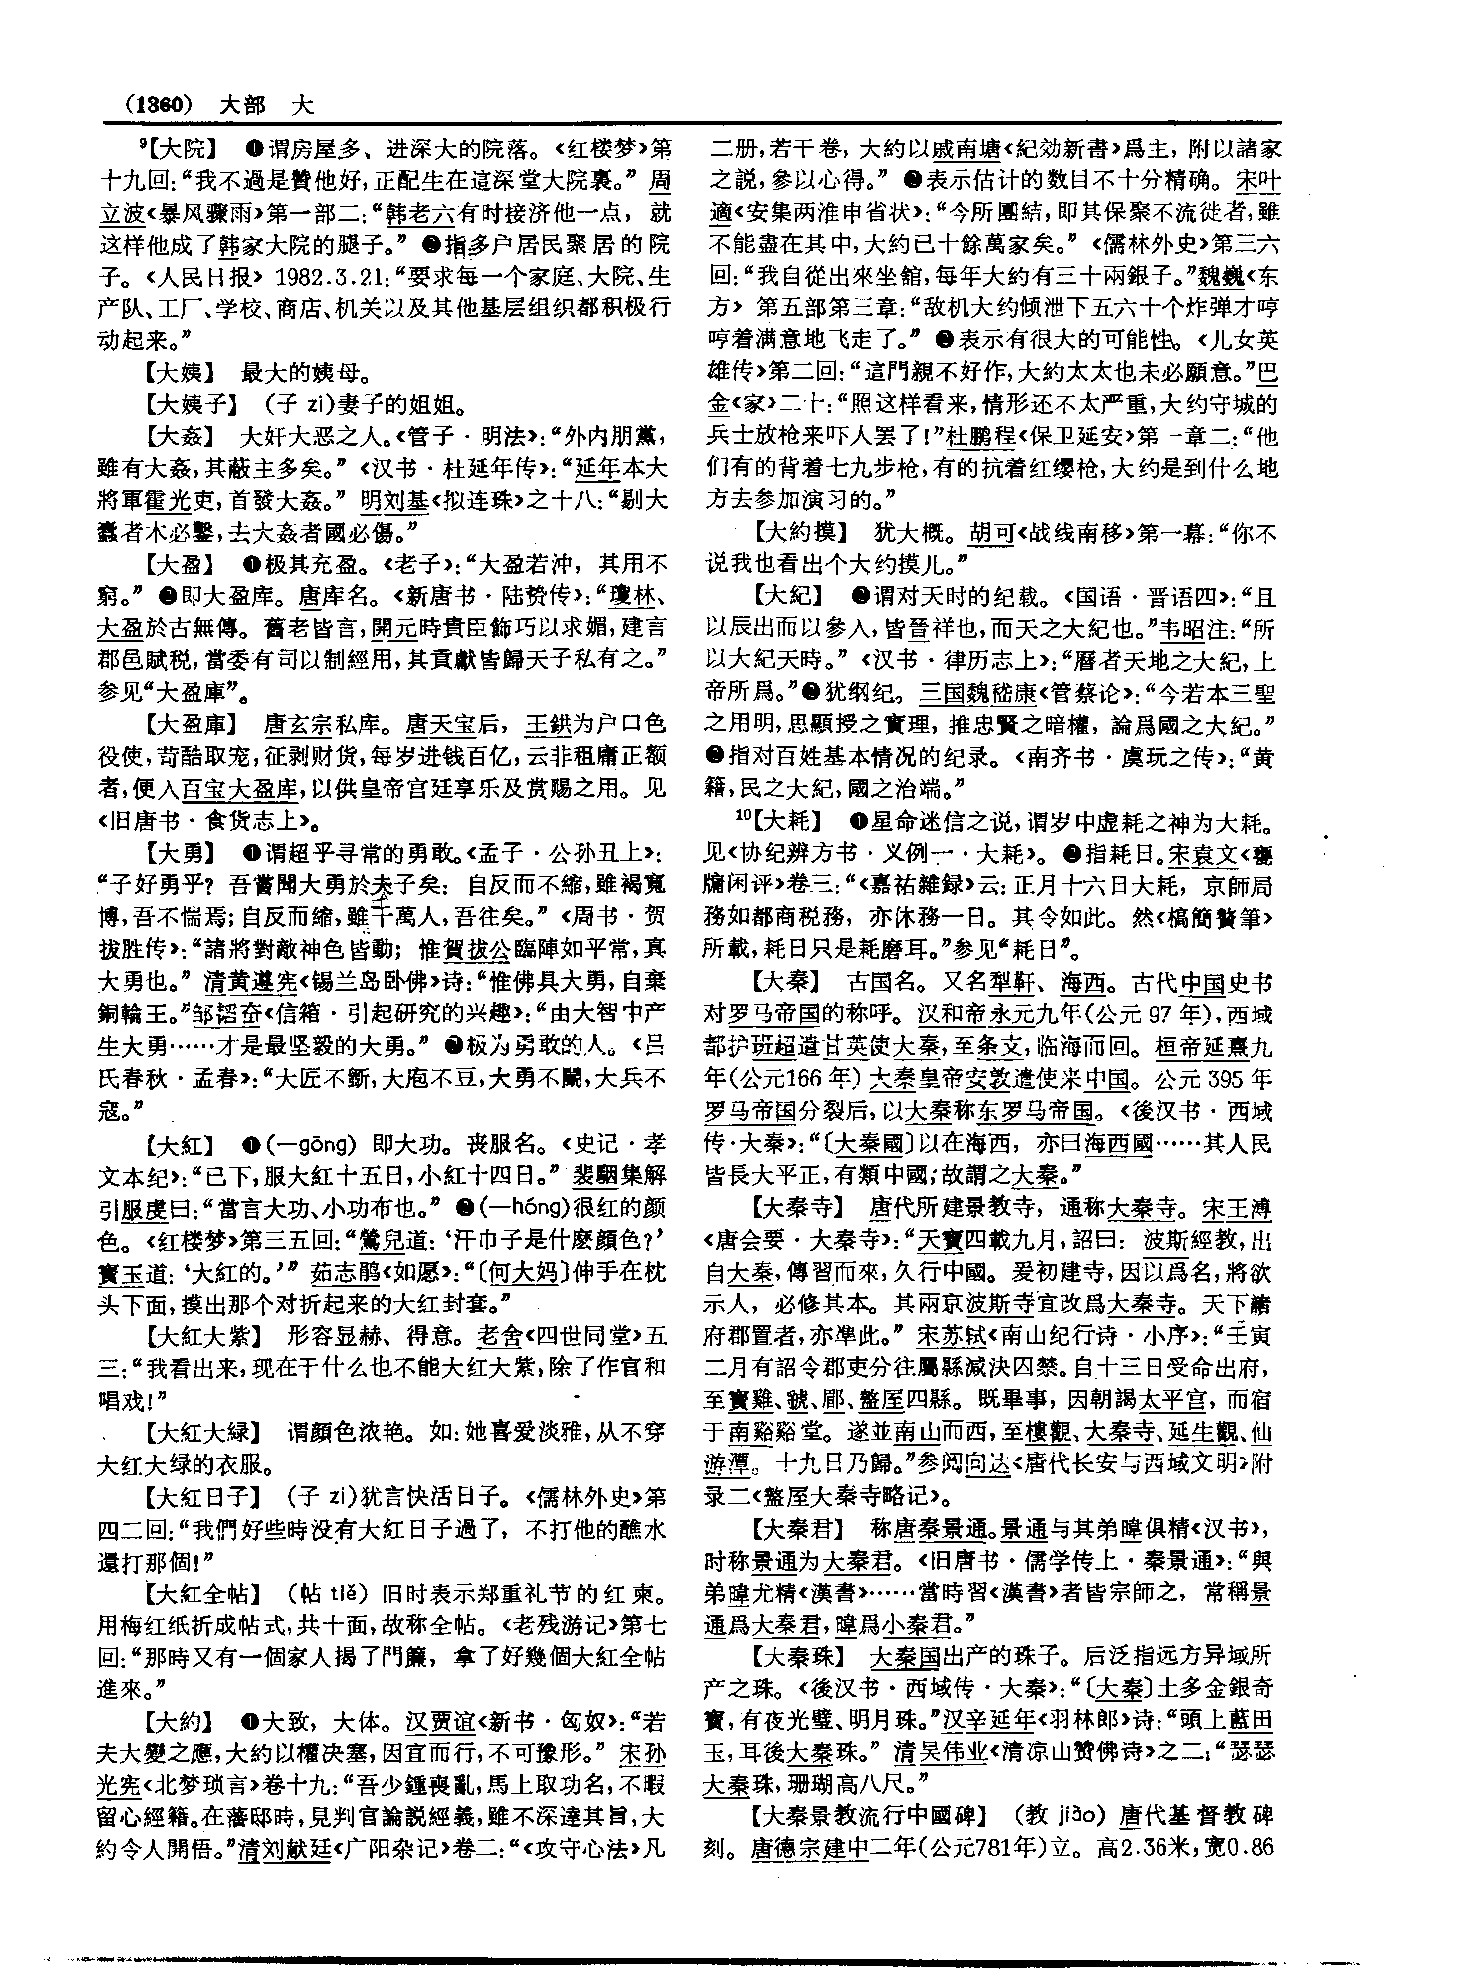 (1360) 大部 大
⁹【大院】 ❶谓房屋多、进深大的院落。《红楼梦》第
十九回:“我不過是贊他好,正配生在這深堂大院裏。” 周
立波《暴风骤雨》第一部二:“韩老六有时接济他一点, 就
这样他成了韩家大院的腿子。” ❷指多户居民聚居的院
子。《人民日报》 1982.3.21:“要求每一个家庭、大院、生
产队、工厂、学校、商店、机关以及其他基层组织都积极行
动起来。”
【大姨】 最大的姨母。
【大姨子】 (子 zi)妻子的姐姐。
【大姦】 大奸大恶之人。《管子·明法》:“外内朋黨,
雖有大姦,其蔽主多矣。” 《汉书·杜延年传》:“延年本大
將軍霍光吏,首發大姦。” 明刘基《拟连珠》之十八:“剔大
蠹者木必鑿,去大姦者國必傷。”
【大盈】 ❶极其充盈。《老子》:“大盈若沖, 其用不
窮。” ❷即大盈库。唐库名。《新唐书·陆贽传》:“瓊林、
大盈於古無傳。舊老皆言,開元時貴臣飾巧以求媚,建言
郡邑賦税,當委有司以制經用,其貢獻皆歸天子私有之。”
参见“大盈庫”。
【大盈庫】 唐玄宗私库。唐天宝后, 王鉷为户口色
役使,苛酷取宠,征剥财货,每岁进钱百亿,云非租庸正额
者,便入百宝大盈库,以供皇帝宫廷享乐及赏赐之用。见
《旧唐书·食货志上》。
【大勇】 ❶谓超乎寻常的勇敢。《孟子·公孙丑上》:
“子好勇乎? 吾嘗聞大勇於夫子矣: 自反而不縮,雖褐寬
博,吾不惴焉;自反而縮,雖千萬人,吾往矣。” 《周书·贺
拔胜传》:“諸將對敵神色皆動; 惟賀拔公臨陣如平常,真
大勇也。” 清黄遵宪《锡兰岛卧佛》诗:“惟佛具大勇,自棄
銅輪王。”邹韬奋《信箱·引起研究的兴趣》:“由大智中产
生大勇……才是最坚毅的大勇。” ❷极为勇敢的人。《吕
氏春秋·孟春》:“大匠不斲,大庖不豆,大勇不鬭,大兵不
寇。”
【大紅】 ❶(—gōng) 即大功。丧服名。《史记·孝
文本纪》:“已下,服大紅十五日,小紅十四日。” 裴駰集解
引服虔曰:“當言大功、小功布也。” ❷(—hóng)很红的颜
色。《红楼梦》第三五回:“鶯兒道:‘汗巾子是什麽顔色?’
寳玉道:‘大紅的。’” 茹志鹃《如愿》:“〔何大妈〕伸手在枕
头下面,摸出那个对折起来的大红封套。”
【大紅大紫】 形容显赫、得意。老舍《四世同堂》五
三:“我看出来,现在干什么也不能大红大紫,除了作官和
唱戏!”
【大紅大緑】 谓颜色浓艳。如:她喜爱淡雅,从不穿
大红大绿的衣服。
【大紅日子】 (子 zi)犹言快活日子。《儒林外史》第
四二回:“我們好些時没有大紅日子過了, 不打他的醮水
還打那個!”
【大紅全帖】 (帖 tiě) 旧时表示郑重礼节的红柬。
用梅红纸折成帖式,共十面,故称全帖。《老残游记》第七
回:“那時又有一個家人揭了門簾, 拿了好幾個大紅全帖
進來。”
【大約】 ❶大致, 大体。汉贾谊《新书·匈奴》:“若
夫大變之應,大約以權决塞,因宜而行,不可豫形。” 宋孙
光宪《北梦琐言》卷十九:“吾少鍾喪亂,馬上取功名,不暇
留心經籍。在藩邸時,見判官論説經義,雖不深達其旨,大
約令人開悟。”清刘献廷《广阳杂记》卷二:“《攻守心法》凡
二册,若干卷, 大約以戚南塘《紀効新書》爲主, 附以諸家
之説,參以心得。” ❷表示估计的数目不十分精确。宋叶
適《安集两淮申省状》:“今所團結,即其保聚不流徙者,雖
不能盡在其中,大約已十餘萬家矣。” 《儒林外史》第三六
回:“我自從出來坐舘,每年大約有三十兩銀子。”魏巍《东
方》 第五部第三章:“敌机大约倾泄下五六十个炸弹才哼
哼着满意地飞走了。” ❸表示有很大的可能性。《儿女英
雄传》第二回:“這門親不好作,大約太太也未必願意。”巴
金《家》二十:“照这样看来,情形还不太严重,大约守城的
兵士放枪来吓人罢了!”杜鹏程《保卫延安》第一章二:“他
们有的背着七九步枪,有的抗着红缨枪,大约是到什么地
方去参加演习的。”
【大約摸】 犹大概。胡可《战线南移》第一幕:“你不
说我也看出个大约摸儿。”
【大紀】 ❶谓对天时的纪载。《国语·晋语四》:“且
以辰出而以參入,皆晉祥也,而天之大紀也。”韦昭注:“所
以大紀天時。” 《汉书·律历志上》:“曆者天地之大紀,上
帝所爲。”❷犹纲纪。三国魏嵇康《管蔡论》:“今若本三聖
之用明,思顯授之實理, 推忠賢之暗權, 論爲國之大紀。”
❸指对百姓基本情况的纪录。《南齐书·虞玩之传》:“黄
籍,民之大紀,國之治端。”
¹⁰【大耗】 ❶星命迷信之说,谓岁中虚耗之神为大耗。
见《协纪辨方书·义例一·大耗》。 ❷指耗日。宋袁文《甕
牖闲评》卷三:“《嘉祐雜録》云:正月十六日大耗, 京師局
務如都商税務, 亦休務一日。其令如此。然《槁簡贅筆》
所載,耗日只是耗磨耳。”参见“耗日”。
【大秦】 古国名。又名犁靬、海西。古代中国史书
对罗马帝国的称呼。汉和帝永元九年(公元97年),西域
都护班超遣甘英使大秦,至条支,临海而回。桓帝延熹九
年(公元166年)大秦皇帝安敦遣使来中国。公元395年
罗马帝国分裂后,以大秦称东罗马帝国。《後汉书·西域
传·大秦》:“〔大秦國〕以在海西, 亦曰海西國……其人民
皆長大平正,有類中國,故謂之大秦。”
【大秦寺】 唐代所建景教寺, 通称大秦寺。宋王溥
《唐会要·大秦寺》:“天寶四載九月,詔曰: 波斯經教,出
自大秦,傳習而來,久行中國。爰初建寺,因以爲名,將欲
示人, 必修其本。其兩京波斯寺宜改爲大秦寺。天下諸
府郡置者,亦準此。” 宋苏轼《南山纪行诗·小序》:“壬寅
二月有詔令郡吏分往屬縣减決囚禁。自十三日受命出府,
至寳雞、虢、郿、盩厔四縣。既畢事, 因朝謁太平宫, 而宿
于南谿谿堂。遂並南山而西,至樓觀、大秦寺、延生觀、仙
游潭。十九日乃歸。”参阅向达《唐代长安与西域文明》附
录二《盩厔大秦寺略记》。
【大秦君】 称唐秦景通。景通与其弟暐俱精《汉书》,
时称景通为大秦君。《旧唐书·儒学传上·秦景通》:“與
弟暐尤精《漢書》……當時習《漢書》者皆宗師之, 常稱景
通爲大秦君,暐爲小秦君。”
【大秦珠】 大秦国出产的珠子。后泛指远方异域所
产之珠。《後汉书·西域传·大秦》:“〔大秦〕土多金銀奇
寳,有夜光璧、明月珠。”汉辛延年《羽林郎》诗:“頭上藍田
玉,耳後大秦珠。” 清吴伟业《清凉山赞佛诗》之二:“瑟瑟
大秦珠,珊瑚高八尺。”
【大秦景教流行中國碑】 (教 jiào) 唐代基督教碑
刻。唐德宗建中二年(公元781年)立。高2.36米,宽0.86